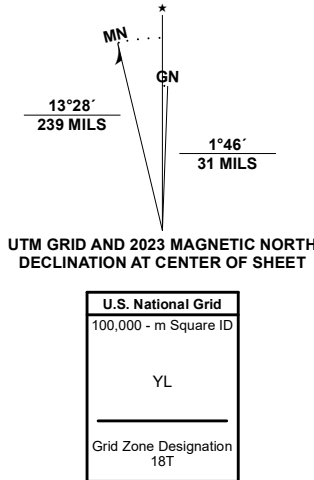 ★
MN
GN
13°28´
239 MILS
1°46´
31 MILS
UTM GRID AND 2023 MAGNETIC NORTH
DECLINATION AT CENTER OF SHEET
U.S. National Grid
100,000 - m Square ID
YL
Grid Zone Designation
18T